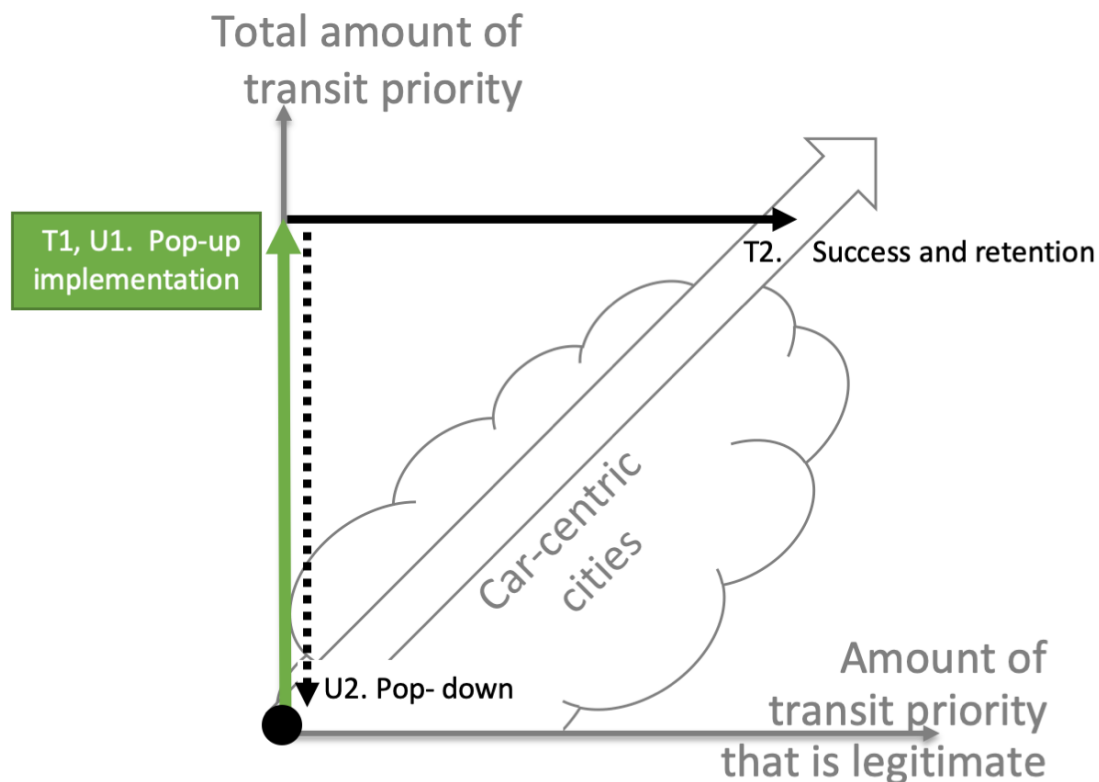 Total amount of
transit priority
T1, U1.  Pop-up
implementation
T2.    Success and retention
Car-centric
cities
U2. Pop- down
Amount of
transit priority
that is legitimate